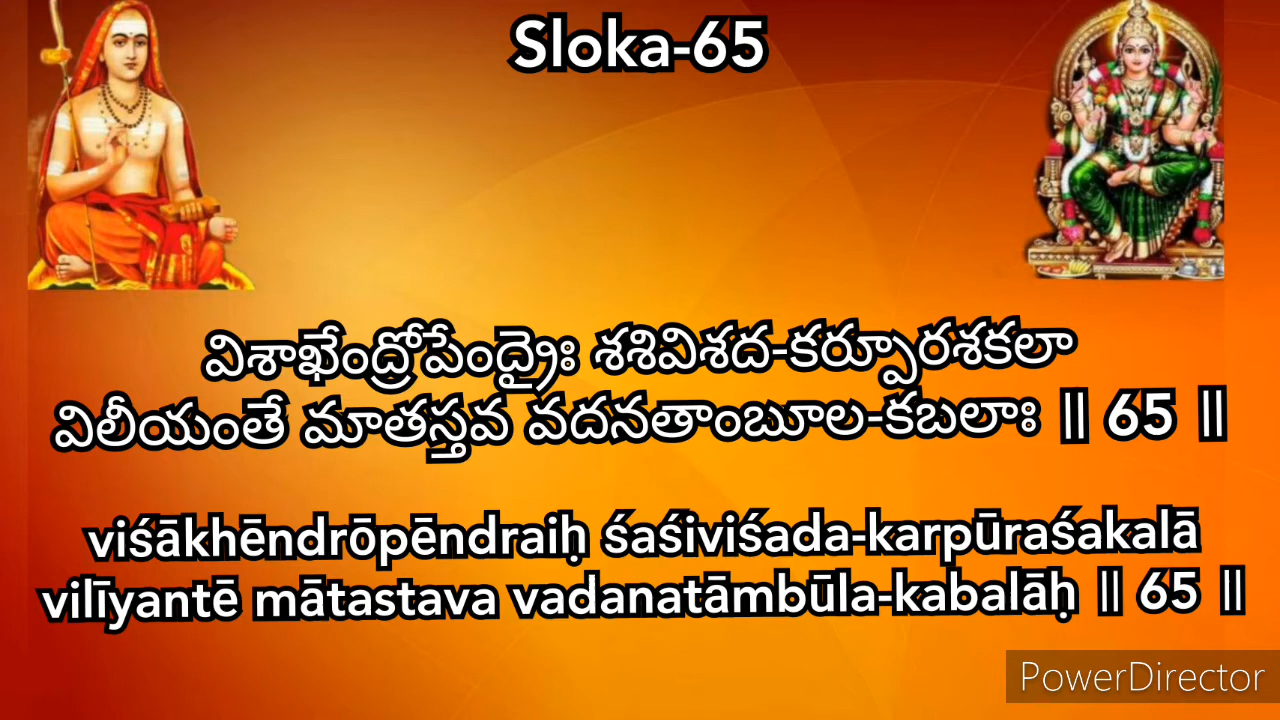 Sloka-65
విశాఖేంద్రోపేంద్రైః శశివిశద-కర్పూరశకలా
విలీయంతే మాతస్తవ వదనతాంబూల-కబలాః ‖ 65 ‖
viśākhēndrōpēndraiḥ śaśiviśada-karpūraśakalā
vilīyantē mātastava vadanatāmbūla-kabalāḥ ‖ 65 ‖
PowerDirector